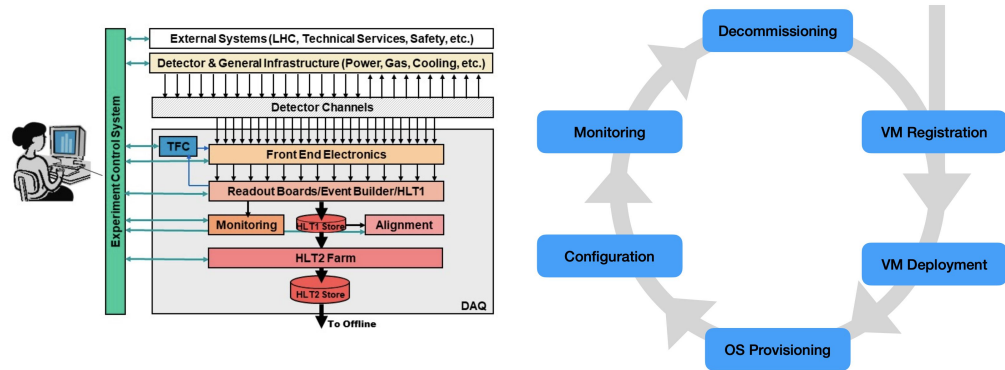 External Systems (LHC, Technical Services, Safety, etc.)
Detector & General Infrastructure (Power, Gas, Cooling, etc.)
Detector Channels
Experiment Control System
TFC
Front End Electronics
Readout Boards/Event Builder/HLT1
Monitoring
HLT1 Store
Alignment
HLT2 Farm
HLT2 Store
DAQ
To Offline
Decommissioning
Monitoring
VM Registration
Configuration
VM Deployment
OS Provisioning